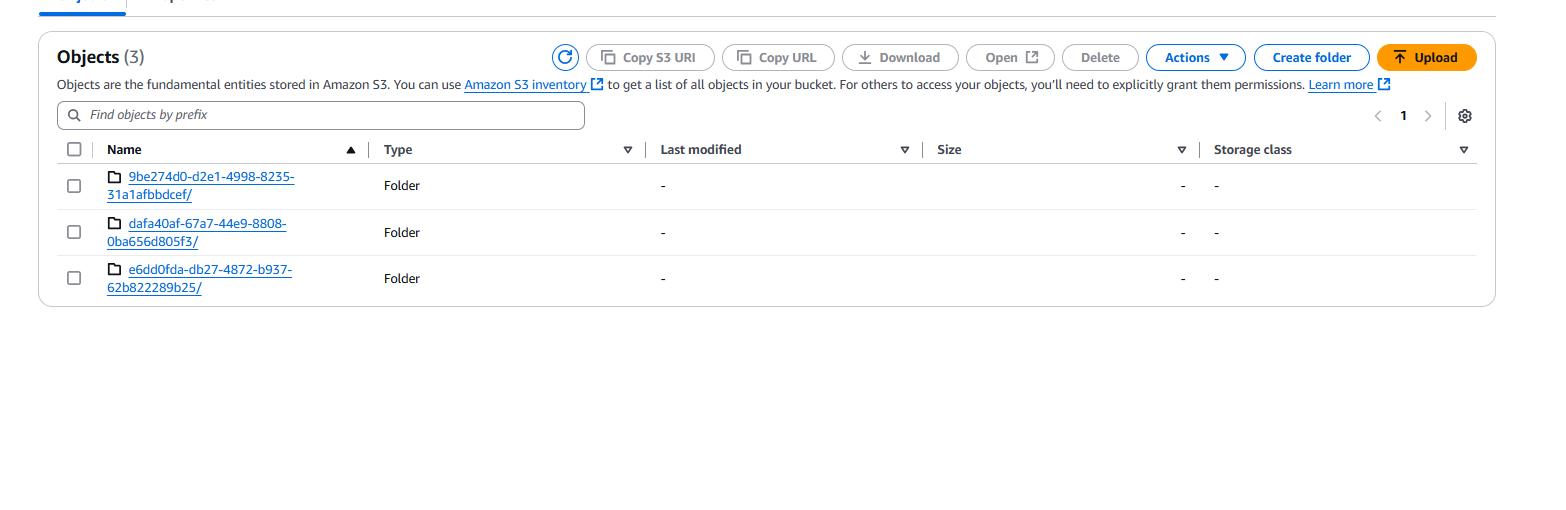 Objects (3)
Copy S3 URI
Copy URL
Download
Open
Delete
Actions
Create folder
Upload
Objects are the fundamental entities stored in Amazon S3. You can use Amazon S3 inventory to get a list of all objects in your bucket. For others to access your objects, you’ll need to explicitly grant them permissions. Learn more
Find objects by prefix
1
Name Type Last modified Size Storage class
9be274d0-d2e1-4998-8235-
31a1afbbdcef/
Folder - - -
dafa40af-67a7-44e9-8808-
0ba656d805f3/
Folder - - -
e6dd0fda-db27-4872-b937-
62b822289b25/
Folder - - -